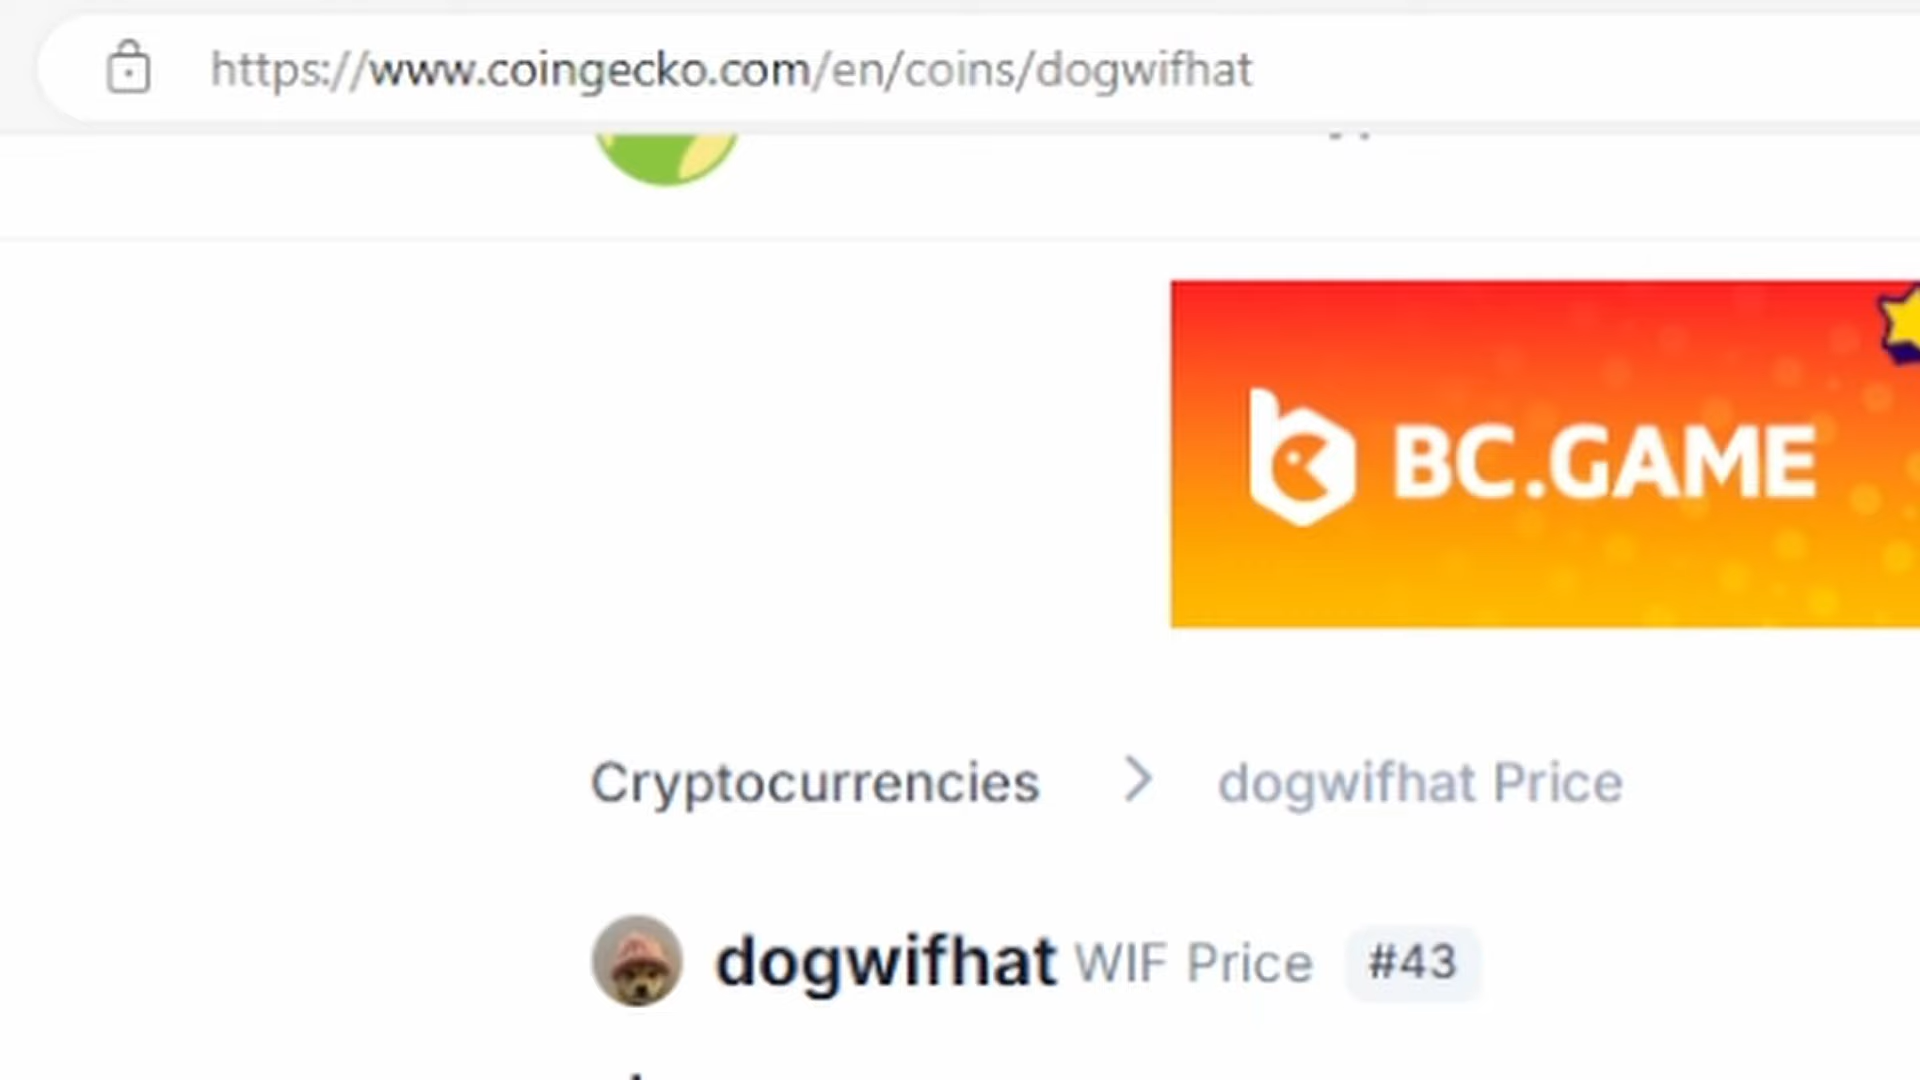 https://www.coingecko.com/en/coins/dogwifhat
BC.GAME
Cryptocurrencies > dogwifhat Price
dogwifhat WIF Price #43